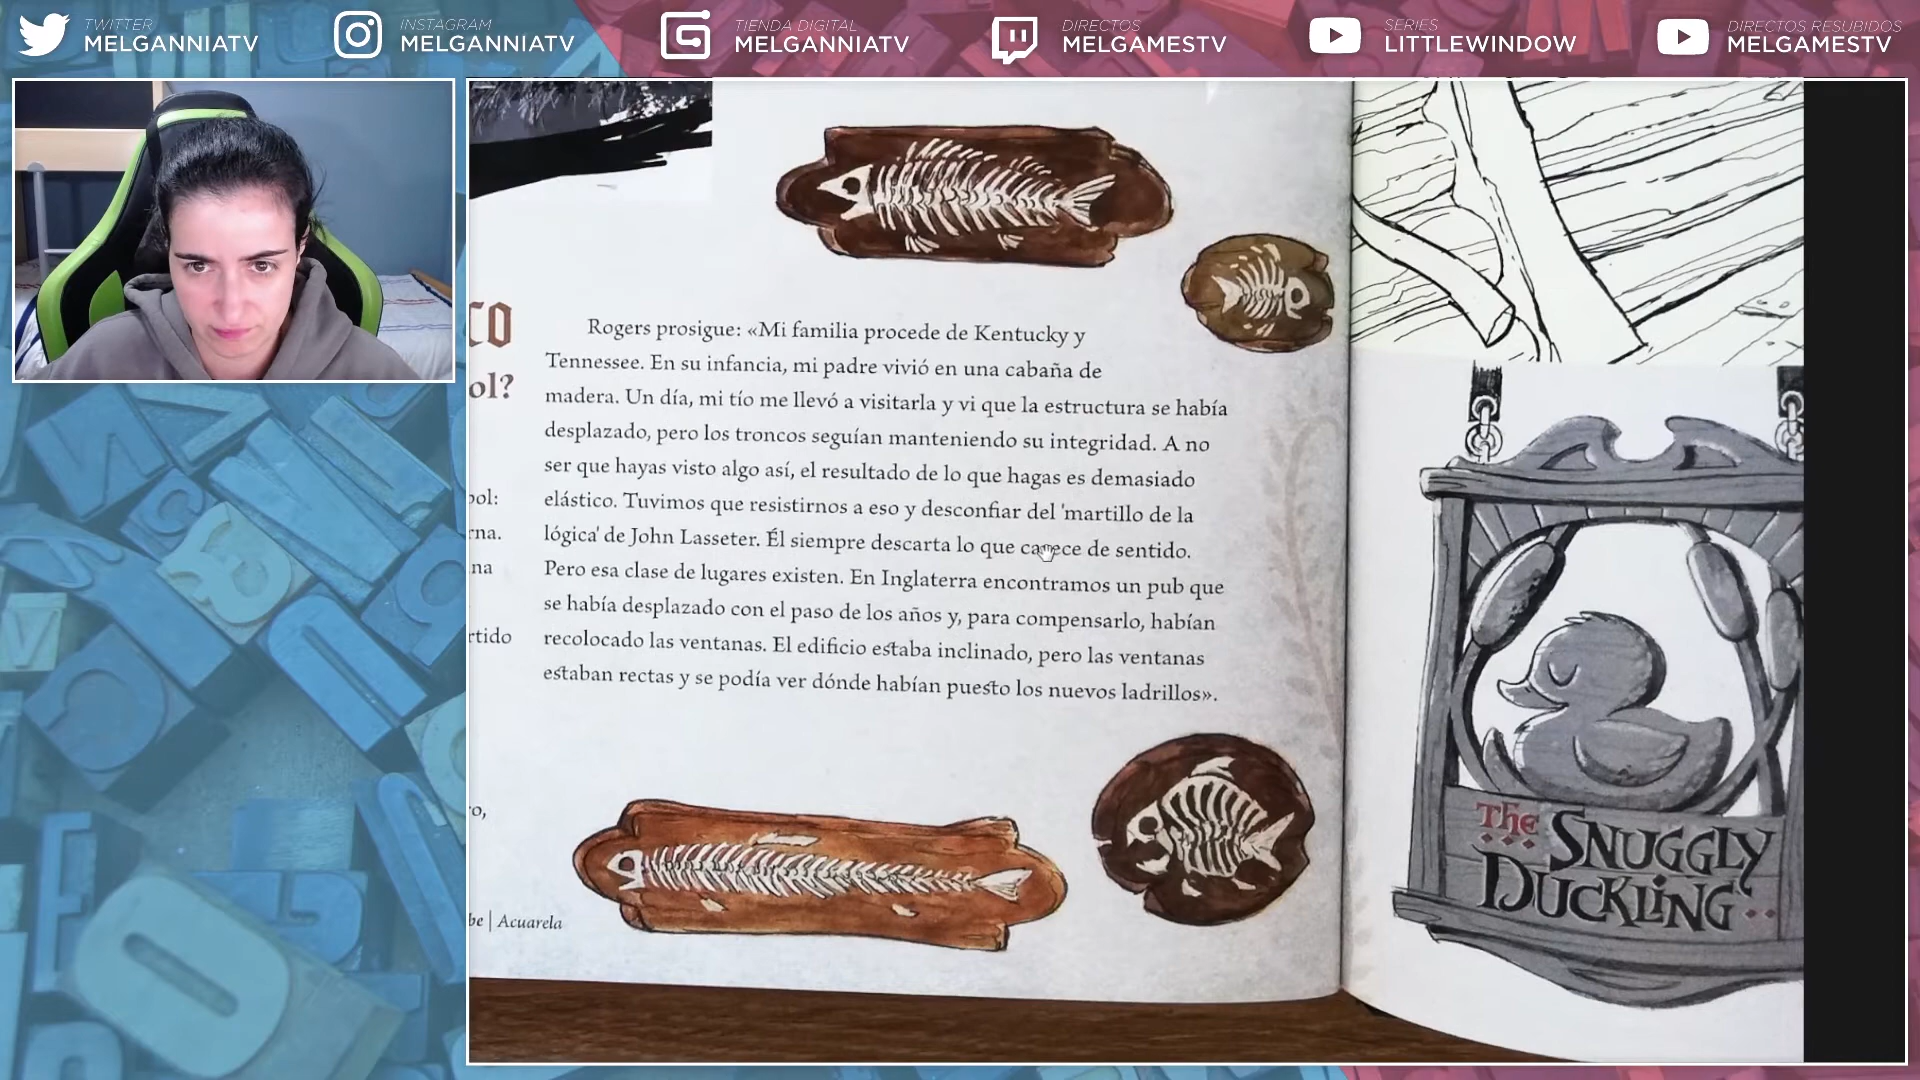 TWITTER
MELGANNIATV
INSTAGRAM
MELGANNIATV
TIENDA DIGITAL
MELGANNIATV
DIRECTOS
MELGAMESTV
SERIES
LITTLEWINDOW
DIRECTOS RESUBIDOS
MELGAMESTV
co
ol?
ool:
rna.
na
rtido
ro,
be | Acuarela
Rogers prosigue: «Mi familia procede de Kentucky y
Tennessee. En su infancia, mi padre vivió en una cabaña de
madera. Un día, mi tío me llevó a visitarla y vi que la estructura se había
desplazado, pero los troncos seguían manteniendo su integridad. A no
ser que hayas visto algo así, el resultado de lo que hagas es demasiado
elástico. Tuvimos que resistirnos a eso y desconfiar del 'martillo de la
lógica' de John Lasseter. Él siempre descarta lo que carece de sentido.
Pero esa clase de lugares existen. En Inglaterra encontramos un pub que
se había desplazado con el paso de los años y, para compensarlo, habían
recolocado las ventanas. El edificio estaba inclinado, pero las ventanas
estaban rectas y se podía ver dónde habían puesto los nuevos ladrillos».
THE SNUGGLY
DUCKLING